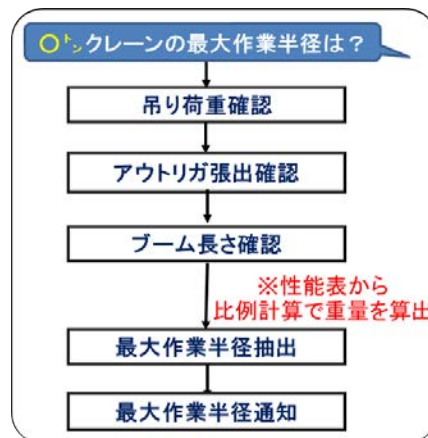 〇トンクレーンの最大作業半径は？
吊り荷重確認
アウトリガ張出確認
ブーム長さ確認
※性能表から
比例計算で重量を算出
最大作業半径抽出
最大作業半径通知